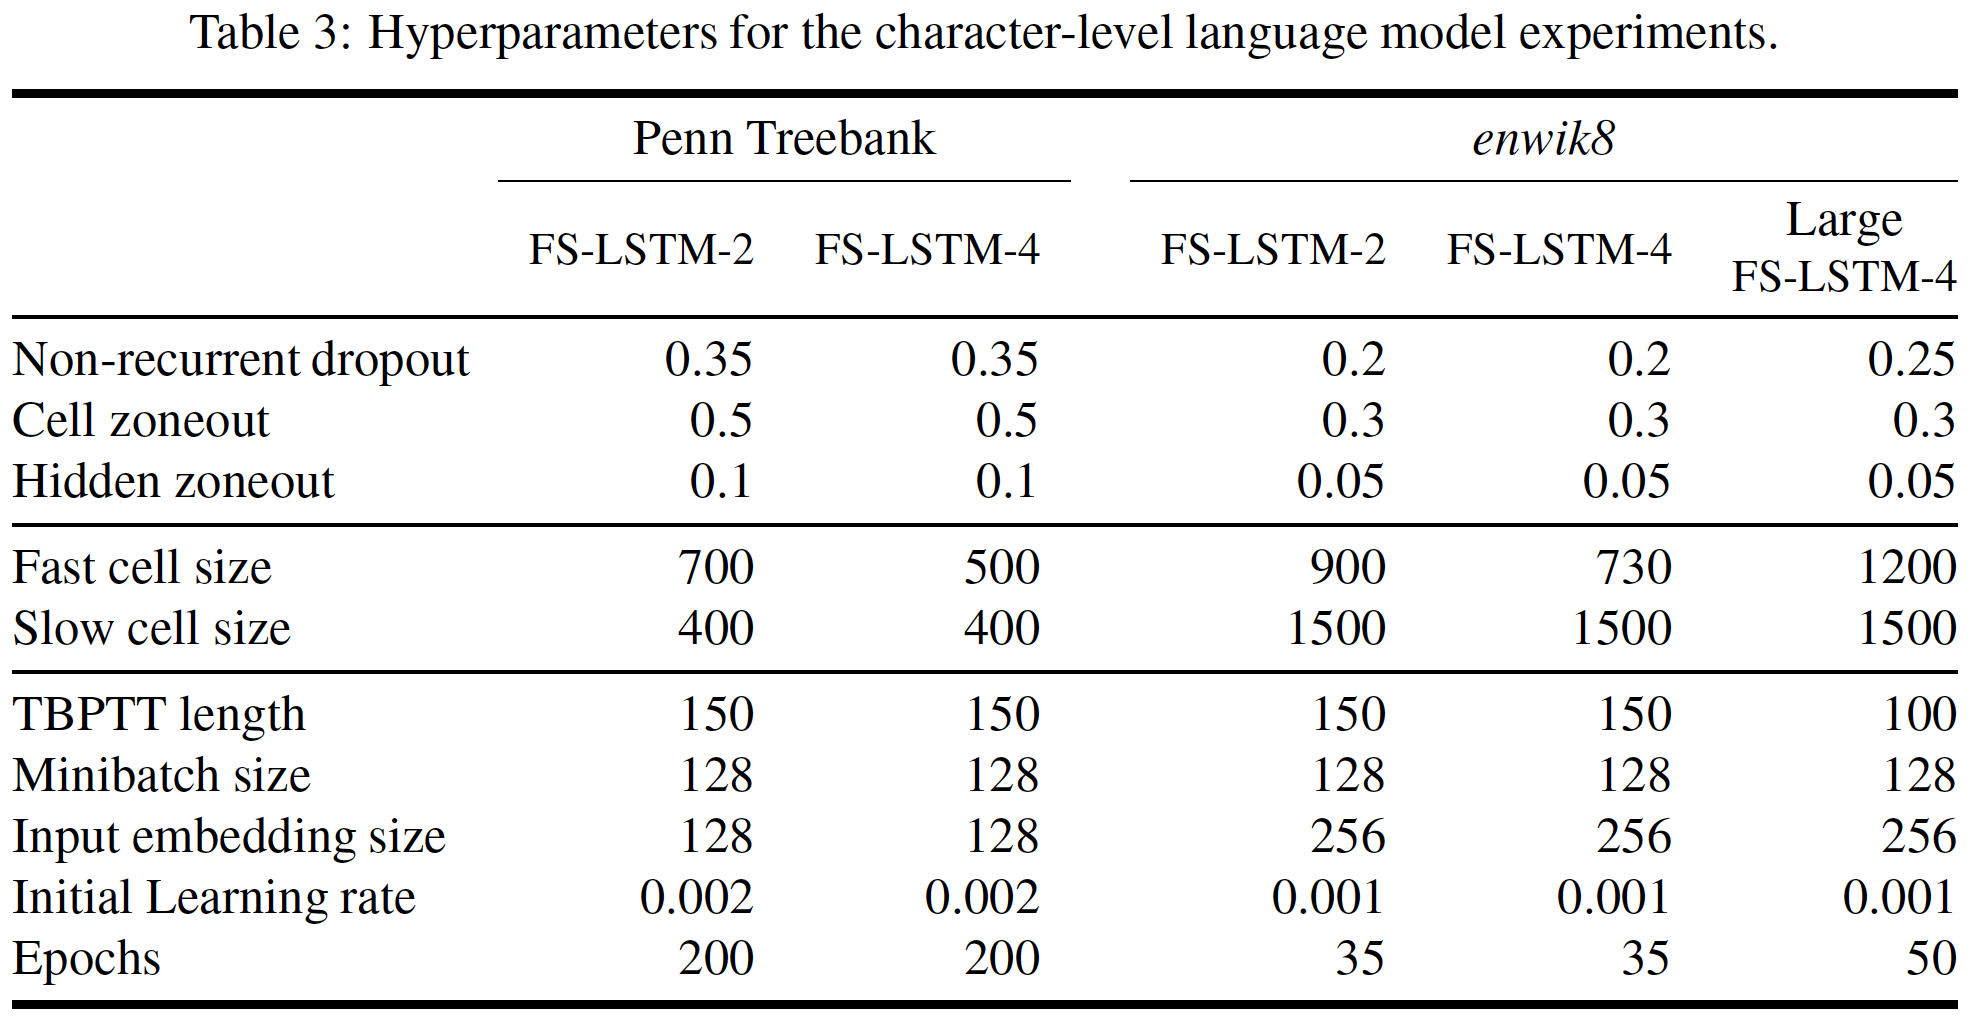 Table 3: Hyperparameters for the character-level language model experiments.
Penn Treebank enwik8
FS-LSTM-2 FS-LSTM-4 FS-LSTM-2 FS-LSTM-4 Large FS-LSTM-4
Non-recurrent dropout 0.35 0.35 0.2 0.2 0.25
Cell zoneout 0.5 0.5 0.3 0.3 0.3
Hidden zoneout 0.1 0.1 0.05 0.05 0.05
Fast cell size 700 500 900 730 1200
Slow cell size 400 400 1500 1500 1500
TBPTT length 150 150 150 150 100
Minibatch size 128 128 128 128 128
Input embedding size 128 128 256 256 256
Initial Learning rate 0.002 0.002 0.001 0.001 0.001
Epochs 200 200 35 35 50